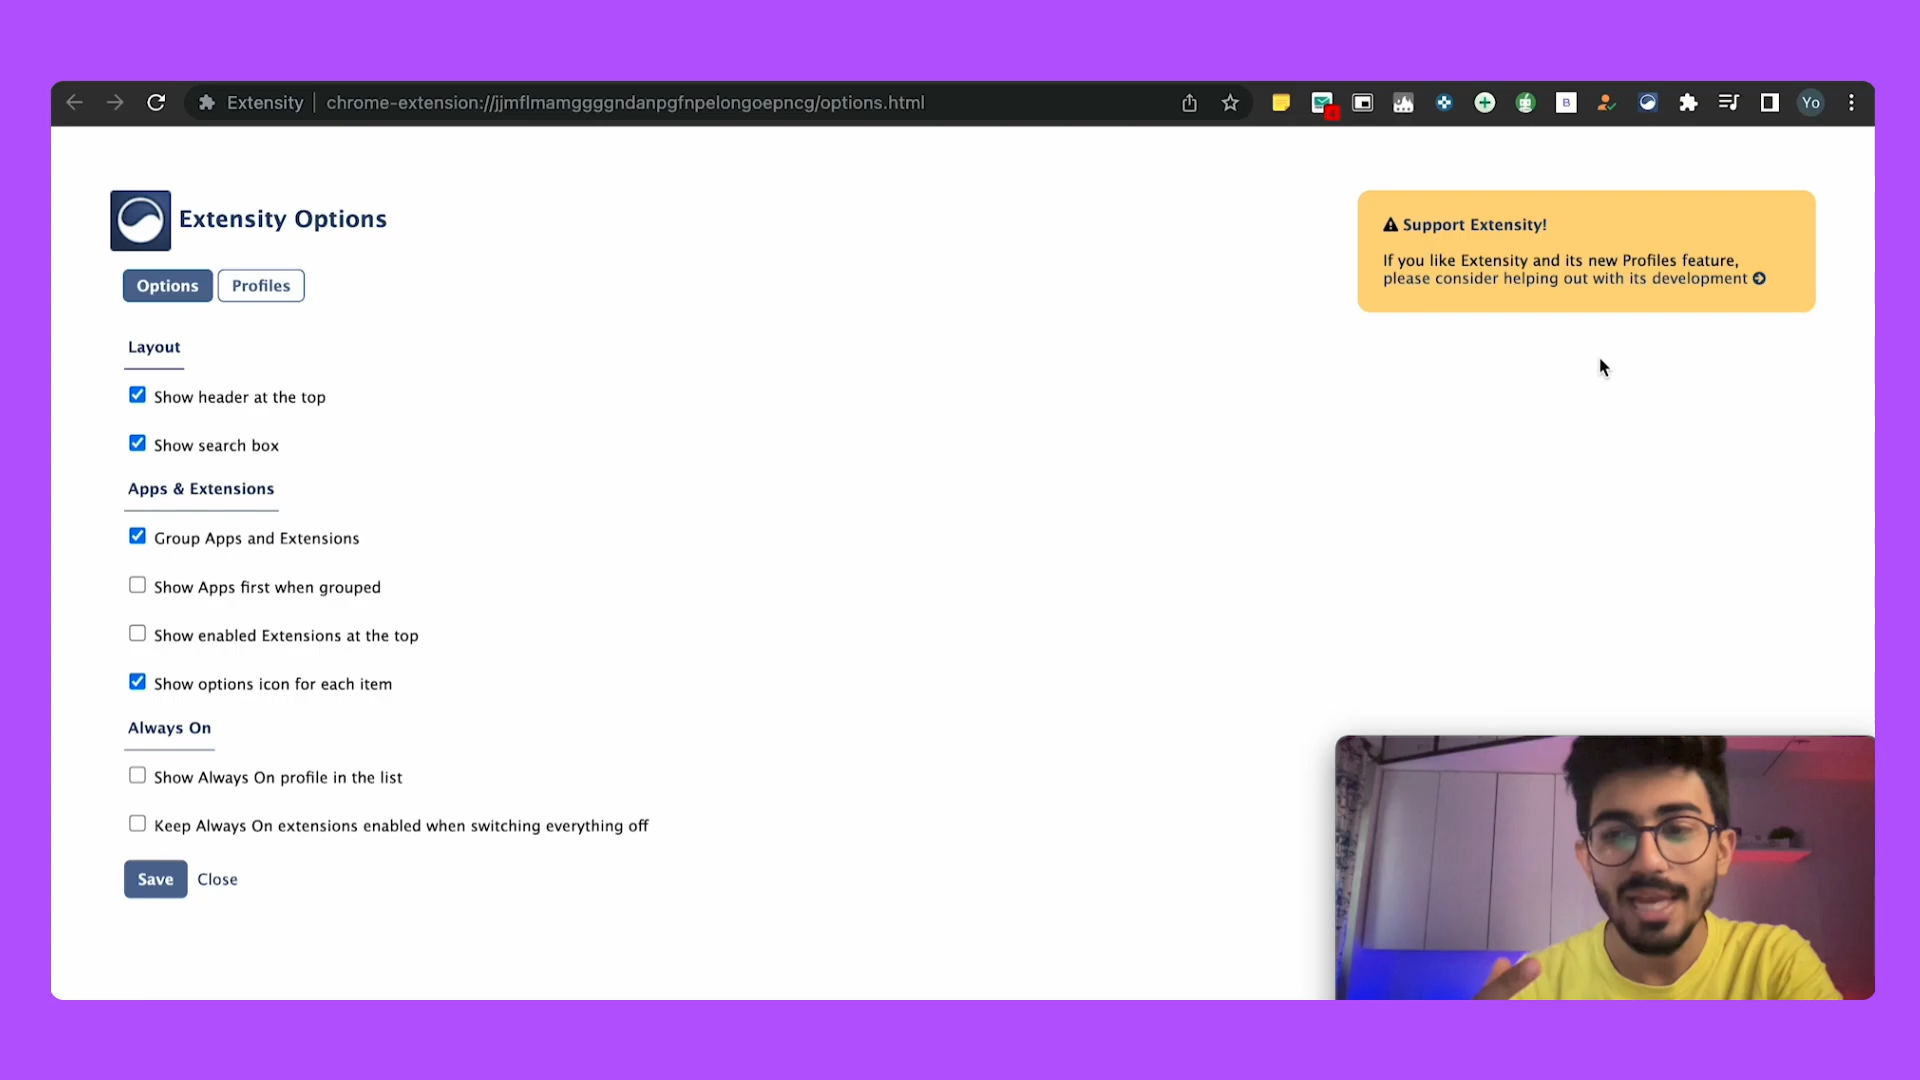 Extensity | chrome-extension://jjmflmamggggndanpgfnpelongoepncg/options.html
B
Yo
Extensity Options
Options
Profiles
Support Extensity!
If you like Extensity and its new Profiles feature,
please consider helping out with its development
Layout
Show header at the top
Show search box
Apps & Extensions
Group Apps and Extensions
Show Apps first when grouped
Show enabled Extensions at the top
Show options icon for each item
Always On
Show Always On profile in the list
Keep Always On extensions enabled when switching everything off
Save
Close